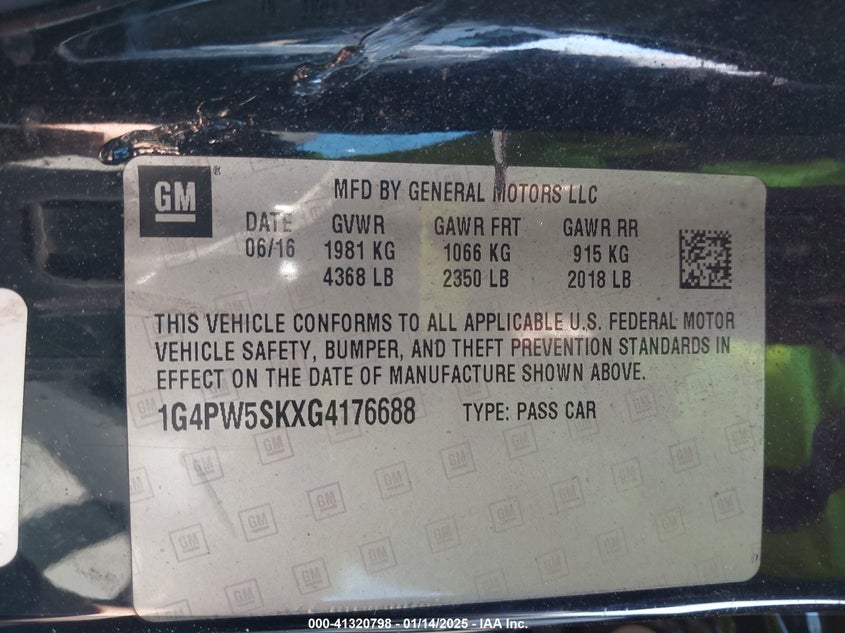 GM
MFD BY GENERAL MOTORS LLC
DATE GVWR GAWR FRT GAWR RR
06/16 1981 KG 1066 KG 915 KG
4368 LB 2350 LB 2018 LB
THIS VEHICLE CONFORMS TO ALL APPLICABLE U.S. FEDERAL MOTOR
VEHICLE SAFETY, BUMPER, AND THEFT PREVENTION STANDARDS IN
EFFECT ON THE DATE OF MANUFACTURE SHOWN ABOVE.
1G4PW5SKXG4176688 TYPE: PASS CAR
000-41320798 - 01/14/2025 - IAA Inc.